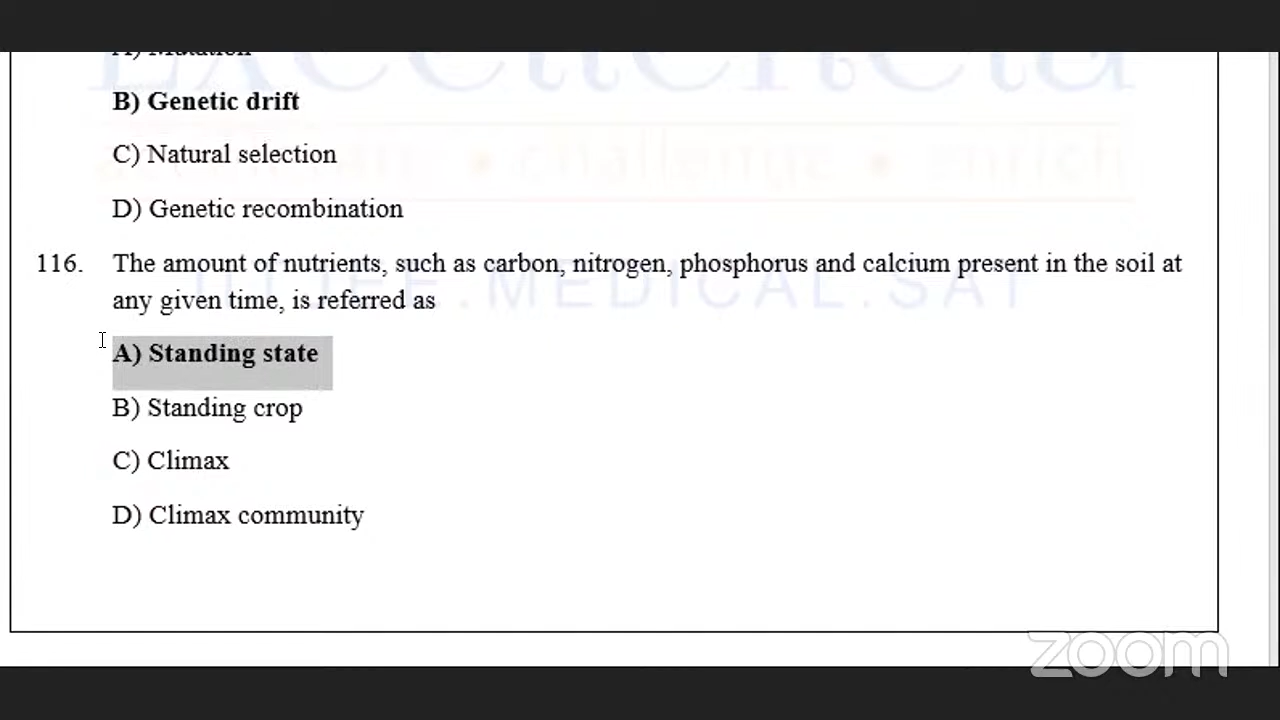 A) Mutation
B) Genetic drift
C) Natural selection
D) Genetic recombination
116. The amount of nutrients, such as carbon, nitrogen, phosphorus and calcium present in the soil at
any given time, is referred as
A) Standing state
B) Standing crop
C) Climax
D) Climax community
zoom